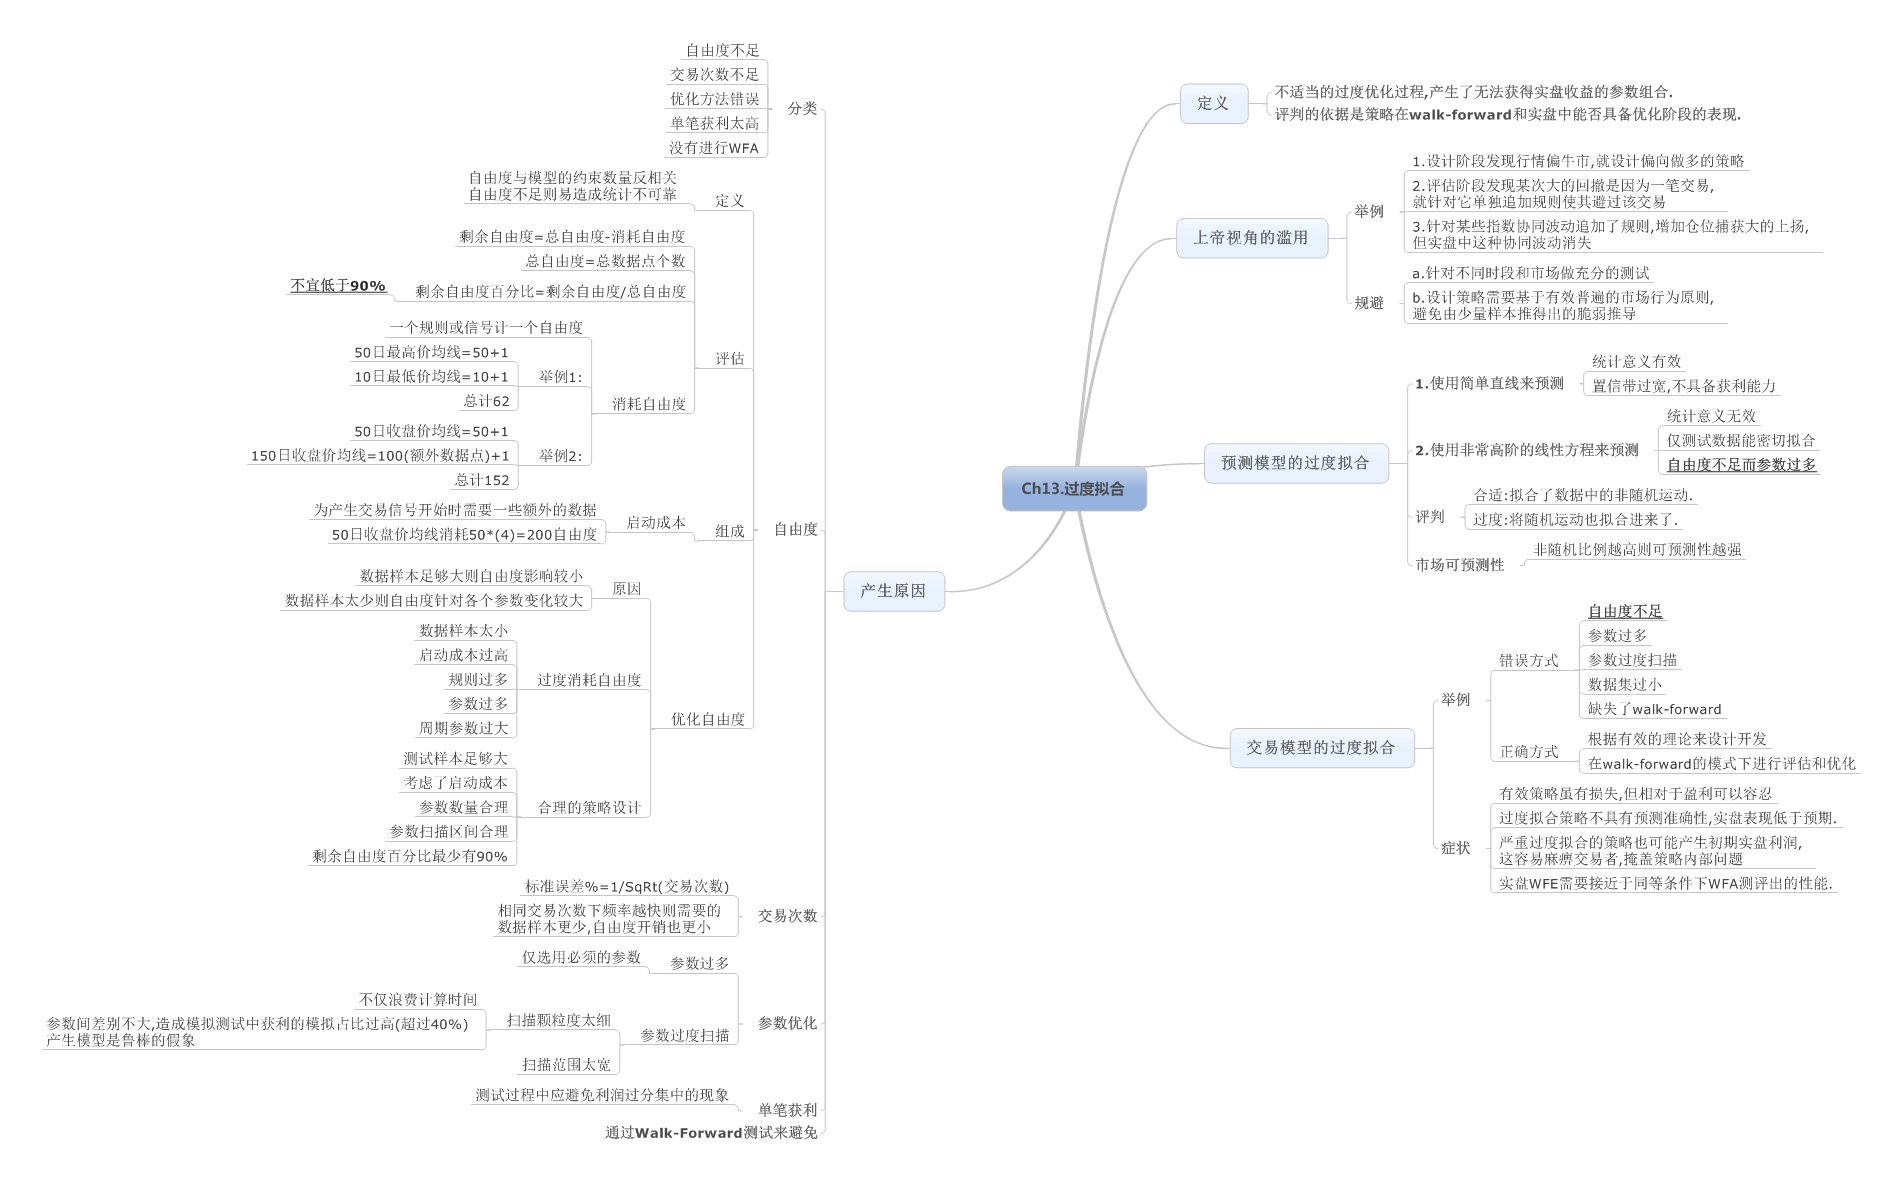 Ch13.过度拟合
定义
不适当的过度优化过程,产生了无法获得实盘收益的参数组合.
评判的依据是策略在walk-forward和实盘中能否具备优化阶段的表现.
上帝视角的滥用
举例
1.设计阶段发现行情偏牛市,就设计偏向做多的策略
2.评估阶段发现某次大的回撤是因为一笔交易,
就针对它单独追加规则使其避过该交易
3.针对某些指数协同波动追加了规则,增加仓位捕获大的上扬,
但实盘中这种协同波动消失
规避
a.针对不同时段和市场做充分的测试
b.设计策略需要基于有效普遍的市场行为原则,
避免由少量样本推得出的脆弱推导
预测模型的过度拟合
1.使用简单直线来预测
统计意义有效
置信带过宽,不具备获利能力
2.使用非常高阶的线性方程来预测
统计意义无效
仅测试数据能密切拟合
自由度不足而参数过多
评判
合适:拟合了数据中的非随机运动.
过度:将随机运动也拟合进来了.
市场可预测性
非随机比例越高则可预测性越强
交易模型的过度拟合
举例
错误方式
自由度不足
参数过多
参数过度扫描
数据集过小
缺失了walk-forward
正确方式
根据有效的理论来设计开发
在walk-forward的模式下进行评估和优化
症状
有效策略虽有损失,但相对于盈利可以容忍
过度拟合策略不具有预测准确性,实盘表现低于预期.
严重过度拟合的策略也可能产生初期实盘利润,
这容易麻痹交易者,掩盖策略内部问题
实盘WFE需要接近于同等条件下WFA测评出的性能.
产生原因
分类
自由度不足
交易次数不足
优化方法错误
单笔获利太高
没有进行WFA
自由度
定义
自由度与模型的约束数量反相关
自由度不足则易造成统计不可靠
评估
剩余自由度=总自由度-消耗自由度
总自由度=总数据点个数
剩余自由度百分比=剩余自由度/总自由度
不宜低于90%
消耗自由度
一个规则或信号计一个自由度
举例1:
50日最高价均线=50+1
10日最低价均线=10+1
总计62
举例2:
50日收盘价均线=50+1
150日收盘价均线=100(额外数据点)+1
总计152
组成
启动成本
为产生交易信号开始时需要一些额外的数据
50日收盘价均线消耗50*(4)=200自由度
优化自由度
原因
数据样本足够大则自由度影响较小
数据样本太少则自由度针对各个参数变化较大
过度消耗自由度
数据样本太小
启动成本过高
规则过多
参数过多
周期参数过大
合理的策略设计
测试样本足够大
考虑了启动成本
参数数量合理
参数扫描区间合理
剩余自由度百分比最少有90%
交易次数
标准误差%=1/SqRt(交易次数)
相同交易次数下频率越快则需要的
数据样本更少,自由度开销也更小
参数优化
参数过多
仅选用必须的参数
参数过度扫描
扫描颗粒度太细
不仅浪费计算时间
参数间差别不大,造成模拟测试中获利的模拟占比过高(超过40%)
产生模型是鲁棒的假象
扫描范围太宽
单笔获利
测试过程中应避免利润过分集中的现象
通过Walk-Forward测试来避免